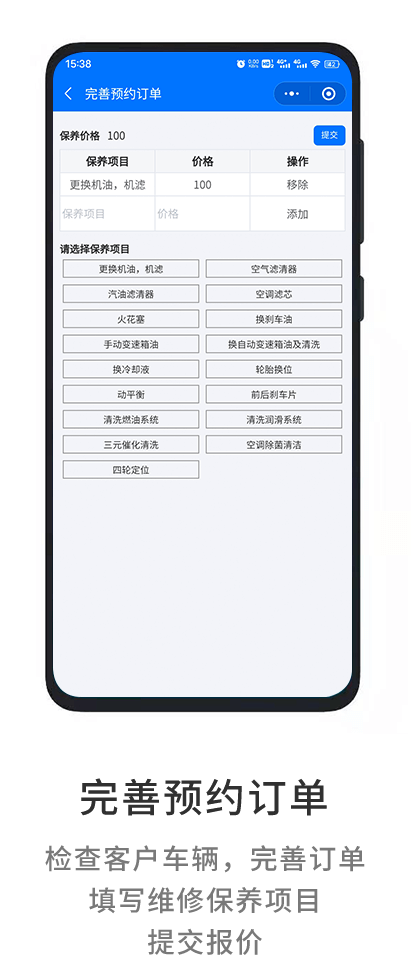 15:38
完善预约订单
保养价格 100 提交
保养项目 价格 操作
更换机油，机滤 100 移除
保养项目 价格 添加
请选择保养项目
更换机油，机滤 空气滤清器
汽油滤清器 空调滤芯
火花塞 换刹车油
手动变速箱油 换自动变速箱油及清洗
换冷却液 轮胎换位
动平衡 前后刹车片
清洗燃油系统 清洗润滑系统
三元催化清洗 空调除菌清洁
四轮定位
完善预约订单
检查客户车辆，完善订单
填写维修保养项目
提交报价